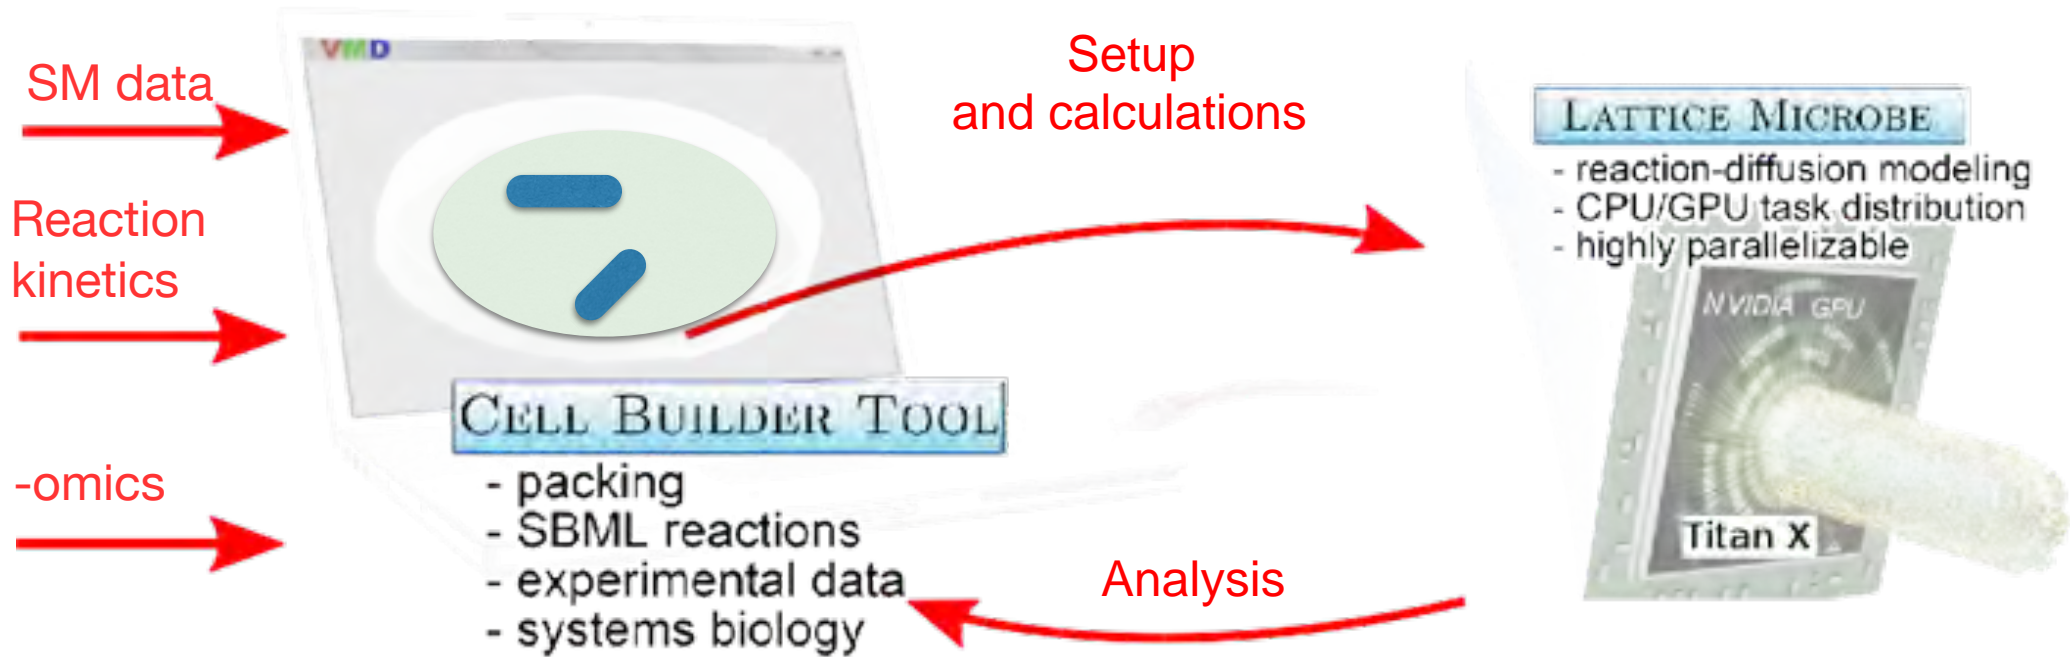 SM data
Reaction
kinetics
-omics
VMD
CELL BUILDER TOOL
- packing
- SBML reactions
- experimental data
- systems biology
Setup
and calculations
Analysis
LATTICE MICROBE
- reaction-diffusion modeling
- CPU/GPU task distribution
- highly parallelizable
NVIDIA GPU
Titan X